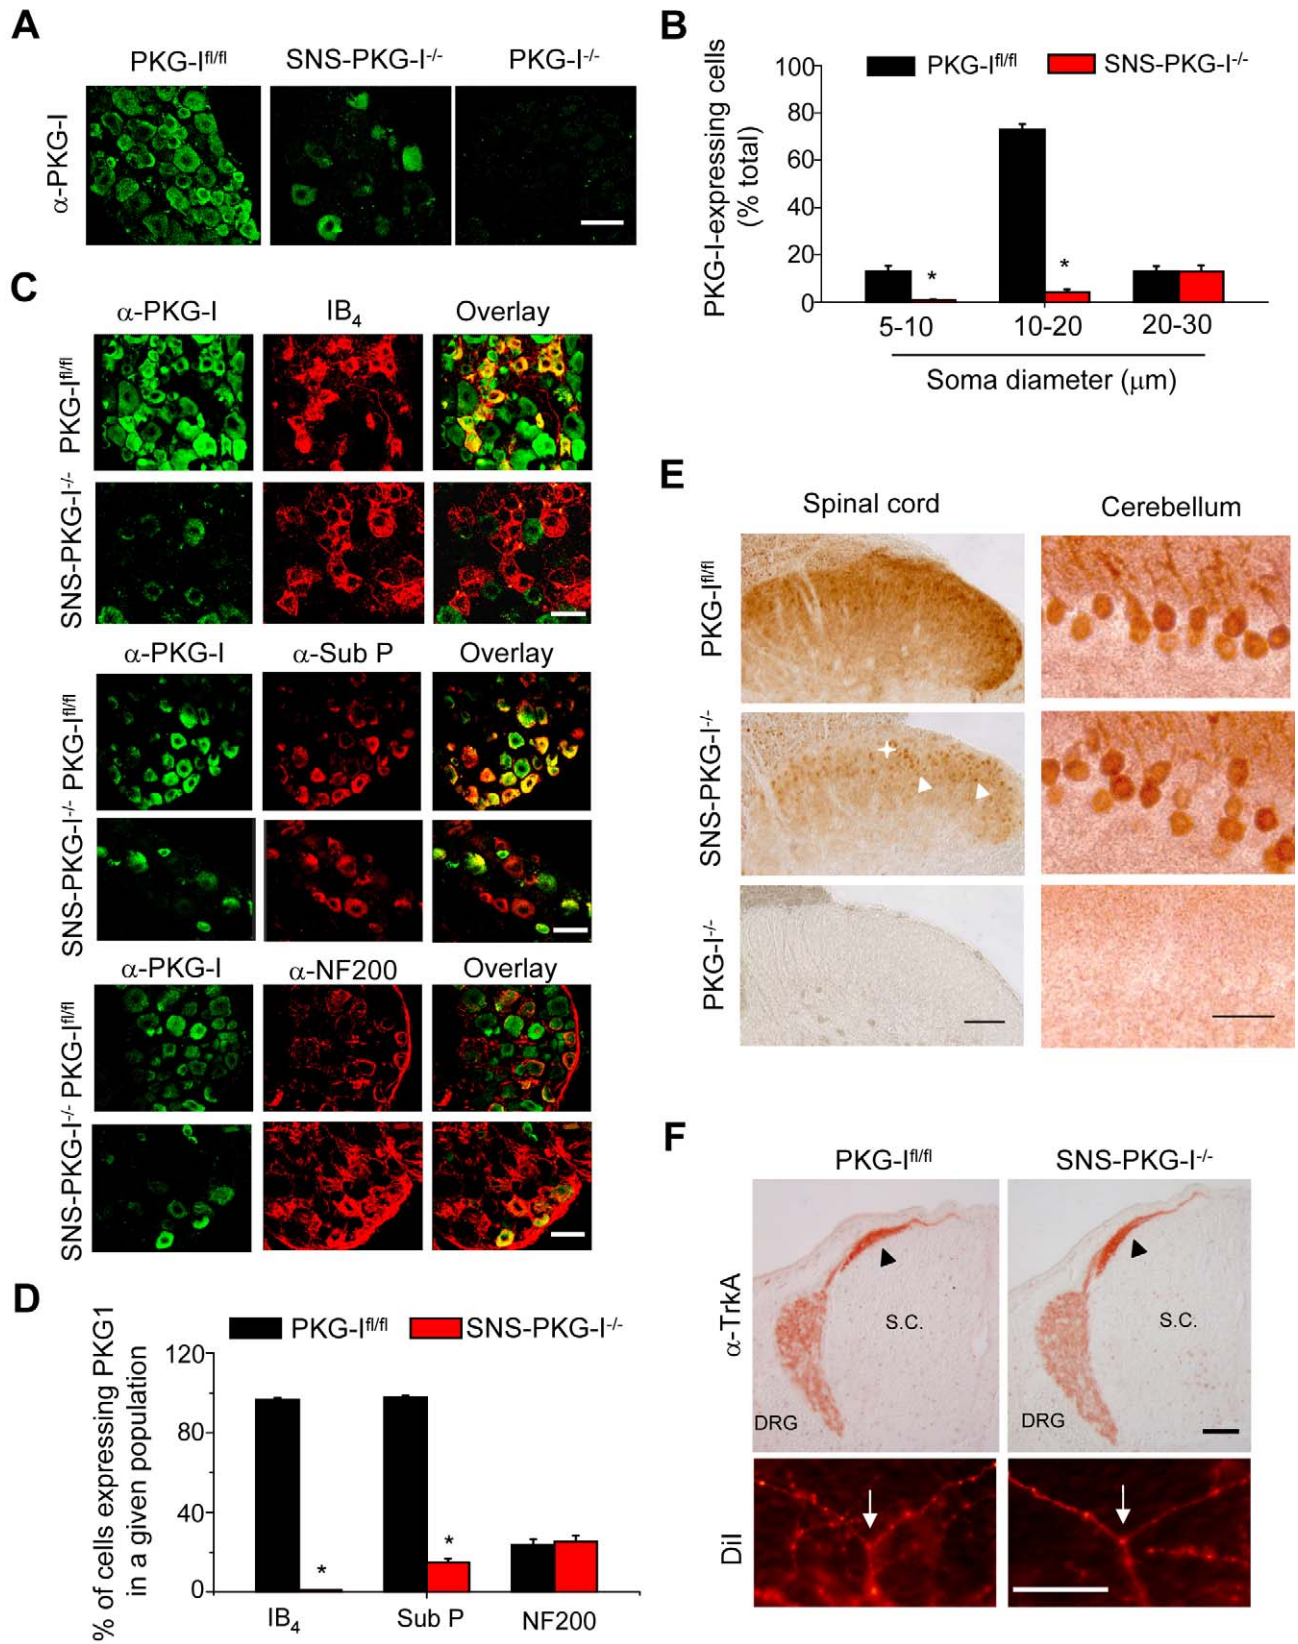 A
PKG-Ifl/fl SNS-PKG-I-/- PKG-I-/-
α-PKG-I
B
PKG-Ifl/fl SNS-PKG-I-/-
PKG-I-expressing cells
(% total)
100
80
60
40
20
0
* *
5-10 10-20 20-30
Soma diameter (μm)
C
α-PKG-I IB4 Overlay
PKG-Ifl/fl
SNS-PKG-I-/-
α-PKG-I α-Sub P Overlay
PKG-Ifl/fl
SNS-PKG-I-/-
α-PKG-I α-NF200 Overlay
PKG-Ifl/fl
SNS-PKG-I-/-
D
PKG-Ifl/fl SNS-PKG-I-/-
% of cells expressing PKG1
in a given population
120
80
40
0
* *
IB4 Sub P NF200
E
Spinal cord Cerebellum
PKG-Ifl/fl
SNS-PKG-I-/-
PKG-I-/-
F
PKG-Ifl/fl SNS-PKG-I-/-
α-TrkA
S.C. S.C.
DRG DRG
DiI